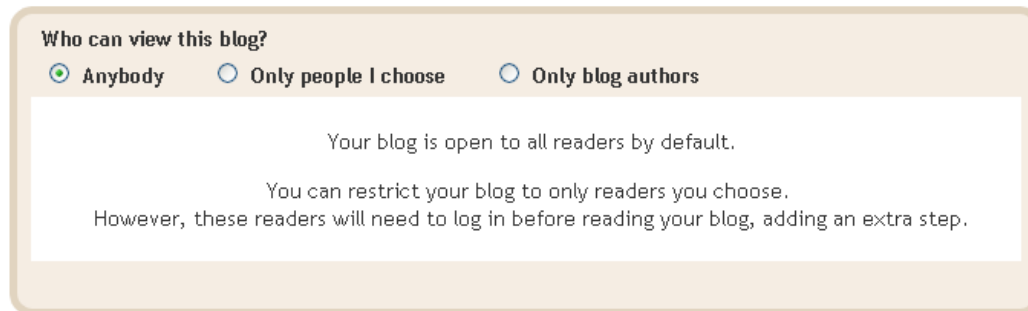 Who can view this blog?
Anybody Only people I choose Only blog authors
Your blog is open to all readers by default.
You can restrict your blog to only readers you choose.
However, these readers will need to log in before reading your blog, adding an extra step.